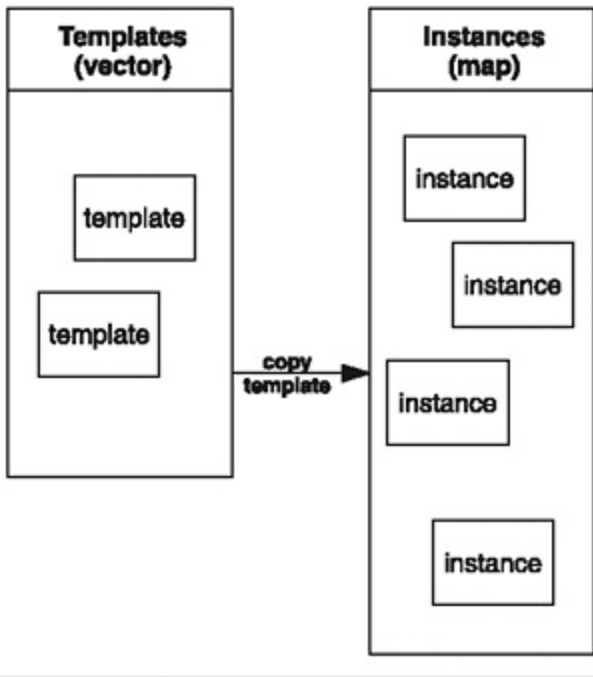 Templates
(vector)
template
template
copy
template
Instances
(map)
instance
instance
instance
instance